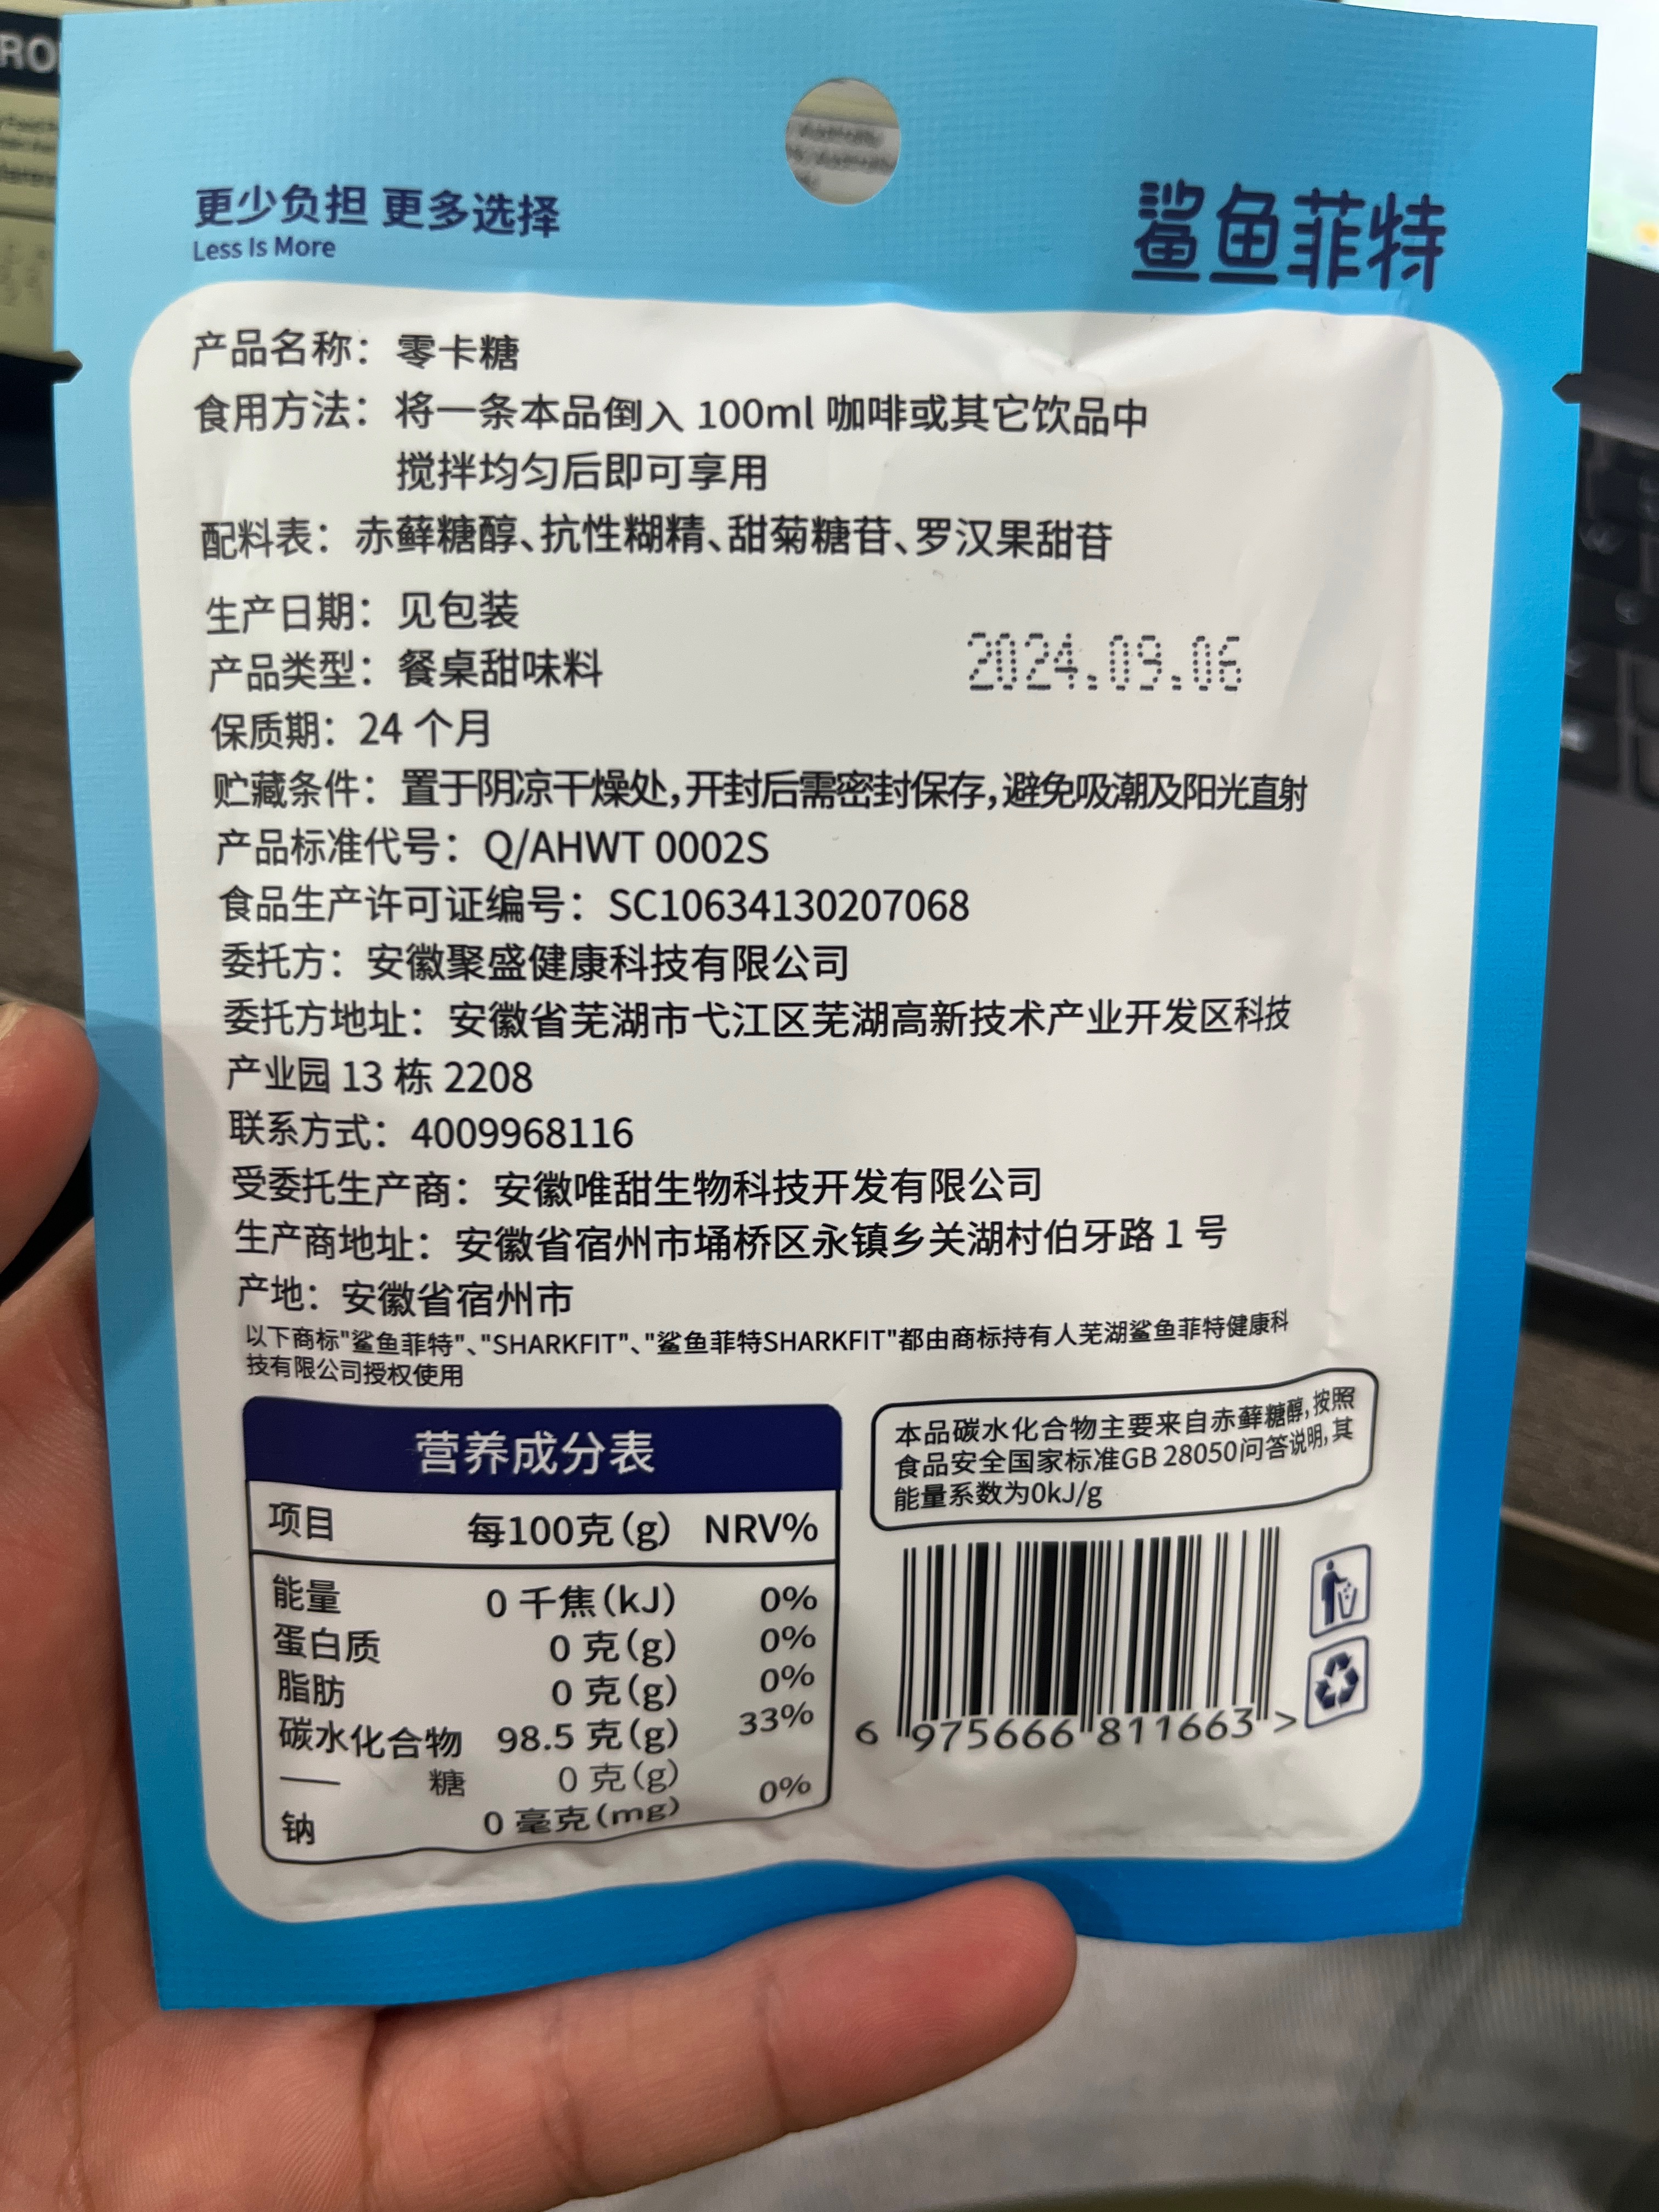 更少负担 更多选择
Less Is More
鲨鱼菲特
产品名称：零卡糖
食用方法：将一条本品倒入 100ml 咖啡或其它饮品中
搅拌均匀后即可享用
配料表：赤藓糖醇、抗性糊精、甜菊糖苷、罗汉果甜苷
生产日期：见包装
2024.09.06
产品类型：餐桌甜味料
保质期：24 个月
贮藏条件：置于阴凉干燥处，开封后需密封保存，避免吸潮及阳光直射
产品标准代号：Q/AHWT 0002S
食品生产许可证编号：SC10634130207068
委托方：安徽聚盛健康科技有限公司
委托方地址：安徽省芜湖市弋江区芜湖高新技术产业开发区科技
产业园 13 栋 2208
联系方式：4009968116
受委托生产商：安徽唯甜生物科技开发有限公司
生产商地址：安徽省宿州市埇桥区永镇乡关湖村伯牙路 1 号
产地：安徽省宿州市
以下商标"鲨鱼菲特"、"SHARKFIT"、"鲨鱼菲特SHARKFIT"都由商标持有人芜湖鲨鱼菲特健康科
技有限公司授权使用
营养成分表
项目 每100克(g) NRV%
能量 0 千焦(kJ) 0%
蛋白质 0 克(g) 0%
脂肪 0 克(g) 0%
碳水化合物 98.5 克(g) 33%
—— 糖 0 克(g)
钠 0 毫克(mg) 0%
本品碳水化合物主要来自赤藓糖醇，按照
食品安全国家标准GB 28050问答说明，其
能量系数为0kJ/g
6 975666 811663 >
RO